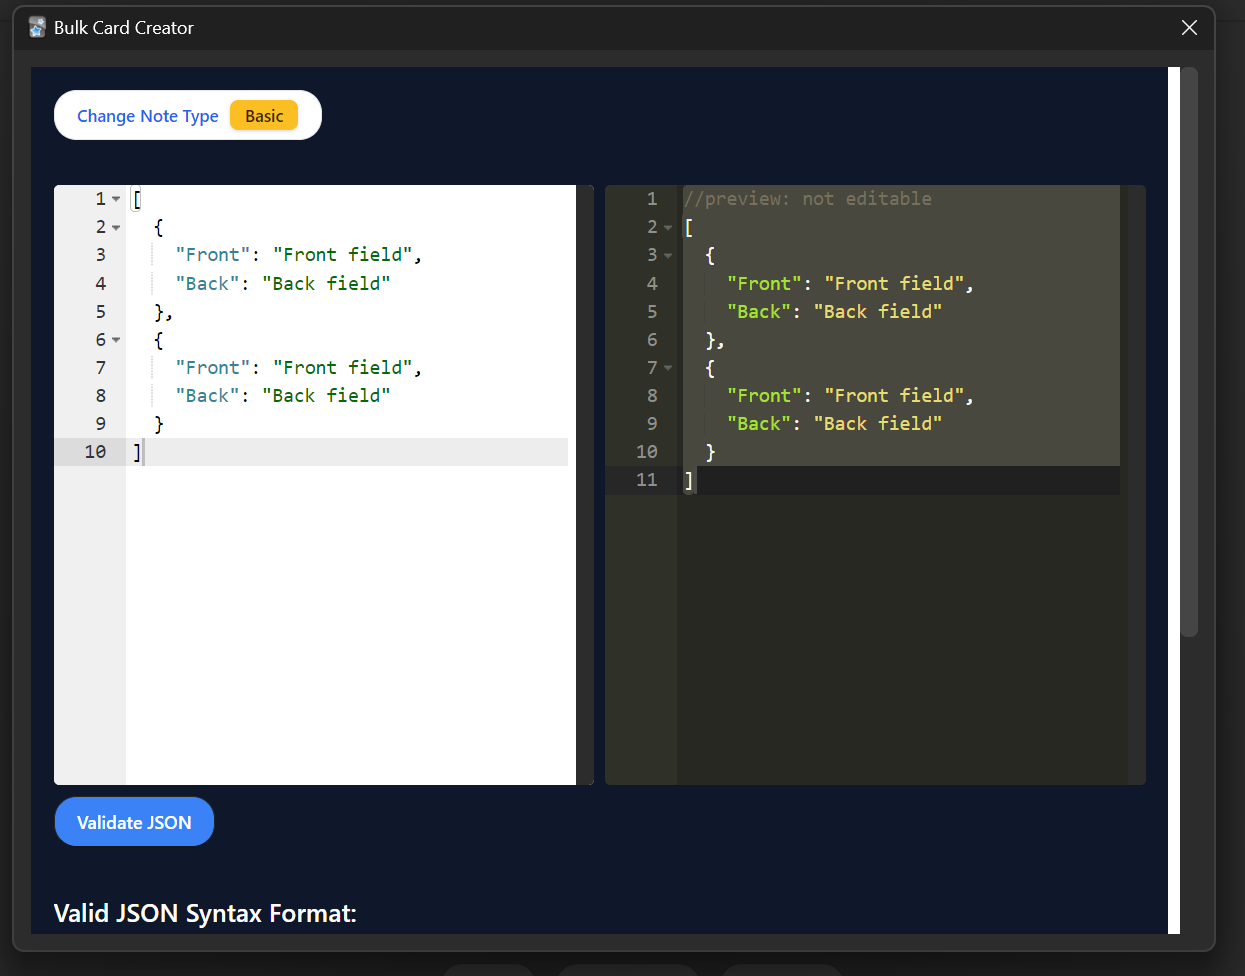 Bulk Card Creator
Change Note Type Basic
1 [
2 {
3 "Front": "Front field",
4 "Back": "Back field"
5 },
6 {
7 "Front": "Front field",
8 "Back": "Back field"
9 }
10 ]
1 //preview: not editable
2 [
3 {
4 "Front": "Front field",
5 "Back": "Back field"
6 },
7 {
8 "Front": "Front field",
9 "Back": "Back field"
10 }
11 ]
Validate JSON
Valid JSON Syntax Format: